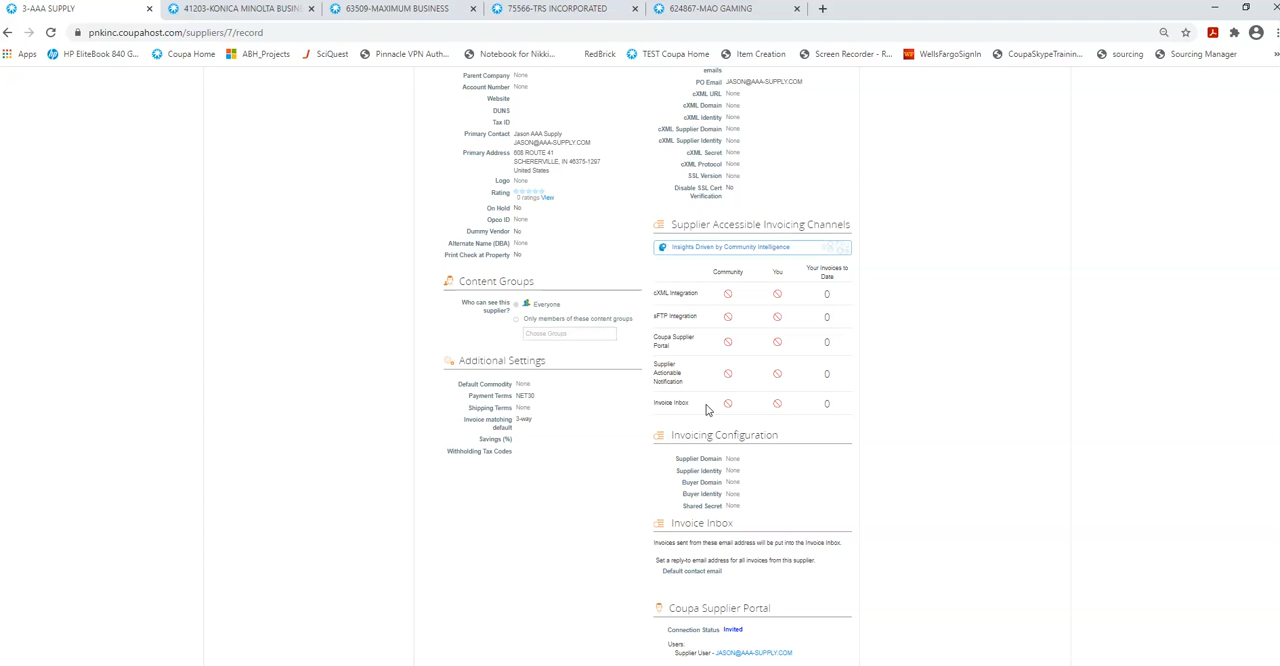 3-AAA SUPPLY
41203-KONICA MINOLTA BUSIN
63509-MAXIMUM BUSINESS
75566-TRS INCORPORATED
624867-MAO GAMING
pnkinc.coupahost.com/suppliers/7/record
Apps
HP EliteBook 840 G...
Coupa Home
ABH_Projects
SciQuest
Pinnacle VPN Auth...
Notebook for Nikki...
RedBrick
TEST Coupa Home
Item Creation
Screen Recorder - R...
WellsFargoSignIn
CoupaSkypeTrainin...
sourcing
Sourcing Manager
Parent Company None
Account Number None
Website
DUNS
Tax ID
Primary Contact Jason AAA Supply
JASON@AAA-SUPPLY.COM
Primary Address 608 ROUTE 41
SCHERERVILLE, IN 46375-1297
United States
Logo None
Rating
0 ratings View
On Hold No
Opco ID None
Dummy Vendor No
Alternate Name (DBA) None
Print Check at Property No
Content Groups
Who can see this supplier? Everyone
Only members of these content groups
Choose Groups
Additional Settings
Default Commodity None
Payment Terms NET30
Shipping Terms None
Invoice matching default 3-way
Savings (%)
Withholding Tax Codes
emails
PO Email JASON@AAA-SUPPLY.COM
cXML URL None
cXML Domain None
cXML Identity None
cXML Supplier Domain None
cXML Supplier Identity None
cXML Secret None
cXML Protocol None
SSL Version None
Disable SSL Cert Verification No
Supplier Accessible Invoicing Channels
Insights Driven by Community Intelligence
Community You Your Invoices to Date
cXML Integration 0
sFTP Integration 0
Coupa Supplier Portal 0
Supplier Actionable Notification 0
Invoice Inbox 0
Invoicing Configuration
Supplier Domain None
Supplier Identity None
Buyer Domain None
Buyer Identity None
Shared Secret None
Invoice Inbox
Invoices sent from these email address will be put into the Invoice Inbox.
Set a reply-to email address for all invoices from this supplier.
Default contact email
Coupa Supplier Portal
Connection Status Invited
Users:
Supplier User - JASON@AAA-SUPPLY.COM